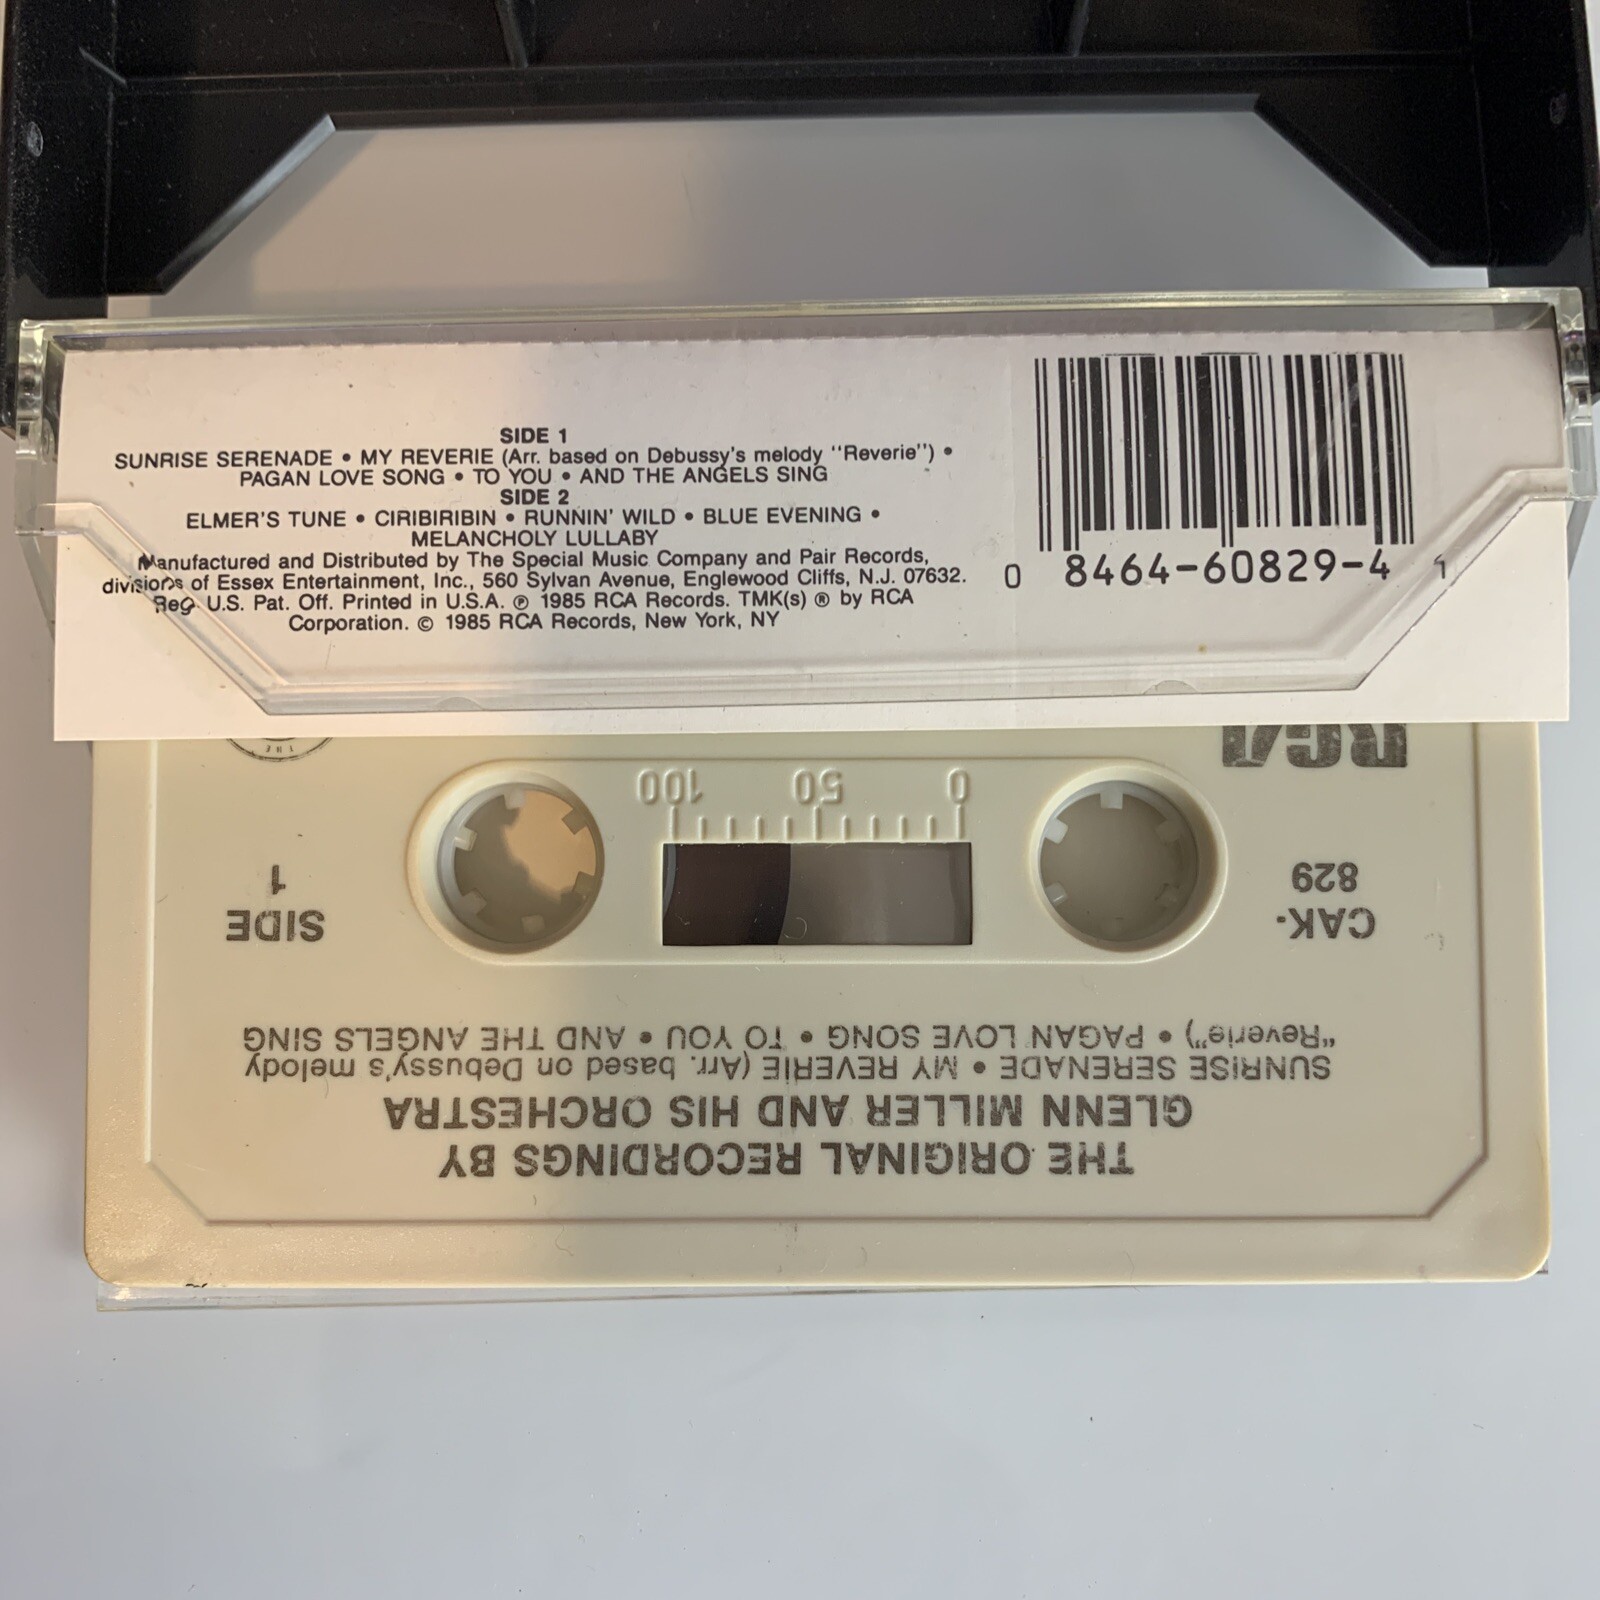 SIDE 1
SUNRISE SERENADE • MY REVERIE (Arr. based on Debussy's melody "Reverie") •
PAGAN LOVE SONG • TO YOU • AND THE ANGELS SING
SIDE 2
ELMER'S TUNE • CIRIBIRIBIN • RUNNIN' WILD • BLUE EVENING •
MELANCHOLY LULLABY
Manufactured and Distributed by The Special Music Company and Pair Records,
divisions of Essex Entertainment, Inc., 560 Sylvan Avenue, Englewood Cliffs, N.J. 07632.
Reg. U.S. Pat. Off. Printed in U.S.A. ℗ 1985 RCA Records. TMK(s) ® by RCA
Corporation. © 1985 RCA Records, New York, NY
0 8464-60829-4 1
THE ORIGINAL RECORDINGS BY
GLENN MILLER AND HIS ORCHESTRA
SUNRISE SERENADE • MY REVERIE (Arr. based on Debussy's melody
"Reverie") • PAGAN LOVE SONG • TO YOU • AND THE ANGELS SING
CAK-
829
SIDE
1
0 50 100
RCA
THE